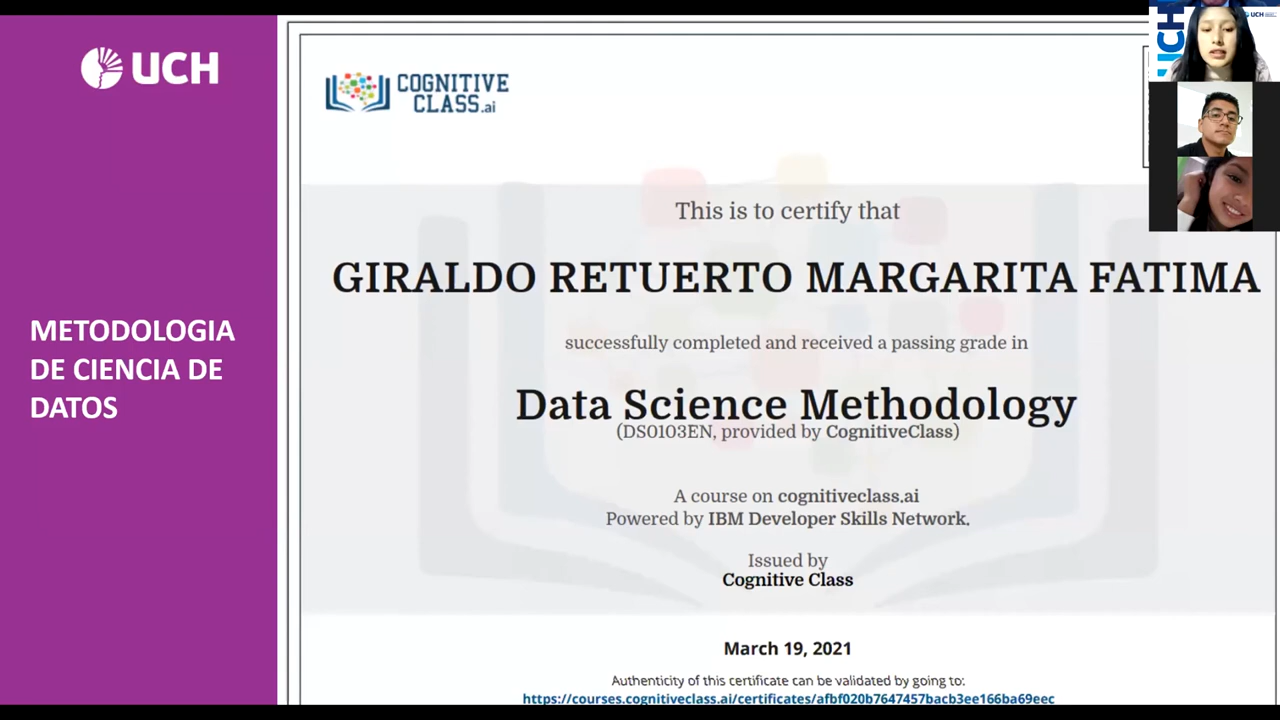 UCH
METODOLOGIA
DE CIENCIA DE
DATOS
COGNITIVE
CLASS.ai
This is to certify that
GIRALDO RETUERTO MARGARITA FATIMA
successfully completed and received a passing grade in
Data Science Methodology
(DS0103EN, provided by CognitiveClass)
A course on cognitiveclass.ai
Powered by IBM Developer Skills Network.
Issued by
Cognitive Class
March 19, 2021
Authenticity of this certificate can be validated by going to:
https://courses.cognitiveclass.ai/certificates/afbf020b7647457bacb3ee166ba69eec
UCH
UCH